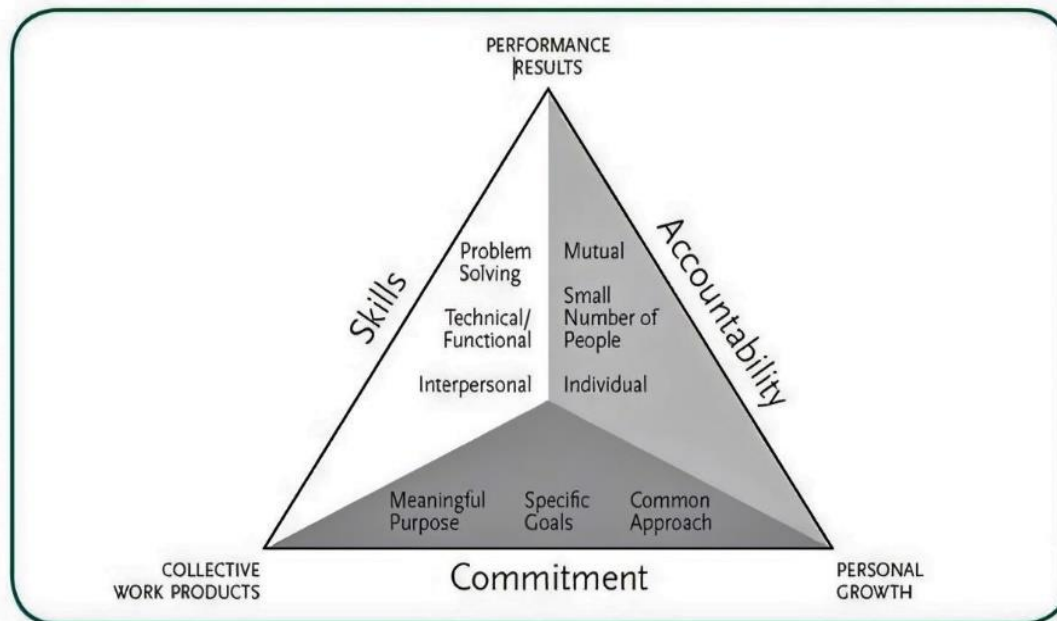 PERFORMANCE
RESULTS
Skills
Problem
Solving
Technical/
Functional
Interpersonal
Mutual
Small
Number of
People
Individual
Accountability
Meaningful
Purpose
Specific
Goals
Common
Approach
COLLECTIVE
WORK PRODUCTS
Commitment
PERSONAL
GROWTH